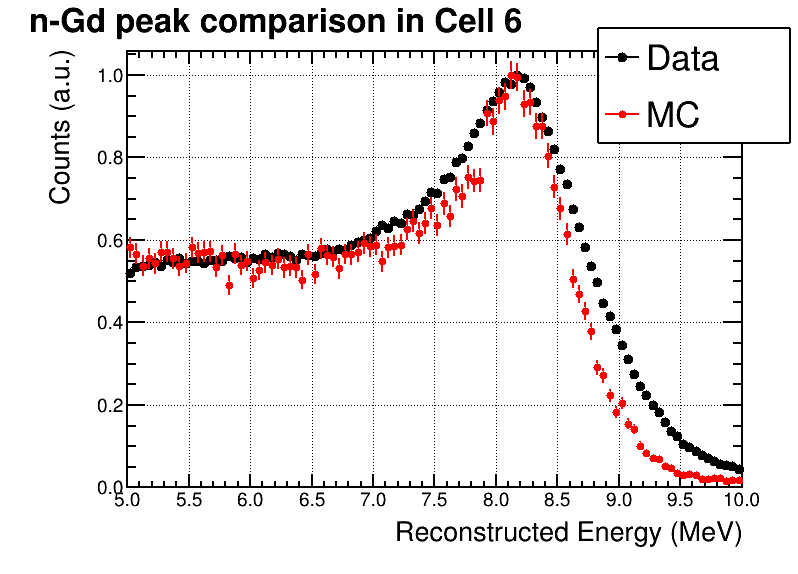 n-Gd peak comparison in Cell 6
Data
MC
Counts (a.u.)
1.0
0.8
0.6
0.4
0.2
0.0
5.0 5.5 6.0 6.5 7.0 7.5 8.0 8.5 9.0 9.5 10.0
Reconstructed Energy (MeV)